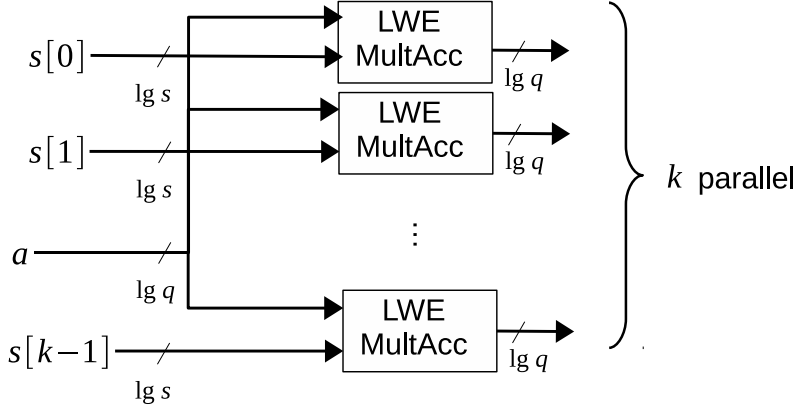 LWE
MultAcc
s[0]
lg s
lg q
LWE
MultAcc
s[1]
lg s
lg q
k parallel
⋮
a
lg q
LWE
MultAcc
s[k−1]
lg s
lg q